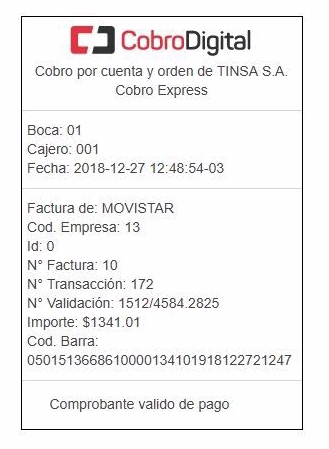 CobroDigital
Cobro por cuenta y orden de TINSA S.A.
Cobro Express
Boca: 01
Cajero: 001
Fecha: 2018-12-27 12:48:54-03
Factura de: MOVISTAR
Cod. Empresa: 13
Id: 0
N° Factura: 10
N° Transacción: 172
N° Validación: 1512/4584.2825
Importe: $1341.01
Cod. Barra:
050151366861000013410191812272​1247
Comprobante valido de pago